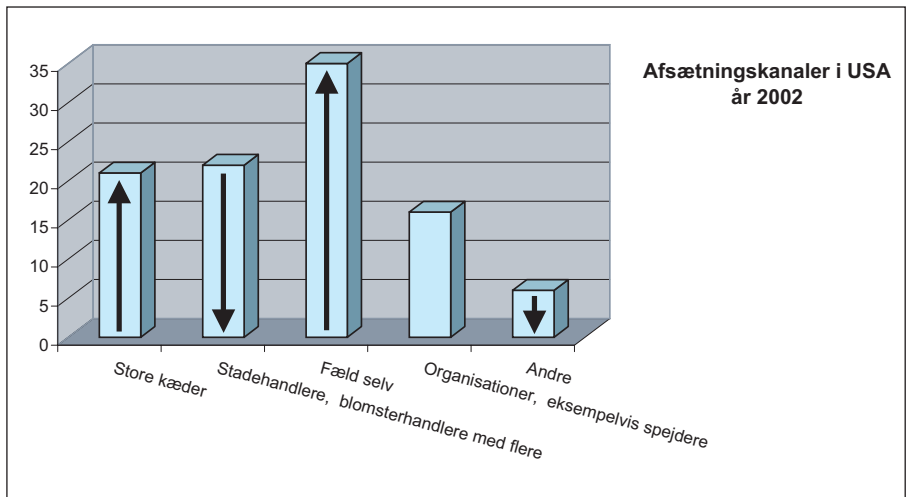 Afsætningskanaler i USA
år 2002
35
30
25
20
15
10
5
0
Store kæder
Stadehandlere, blomsterhandlere med flere
Fæld selv
Organisationer, eksempelvis spejdere
Andre